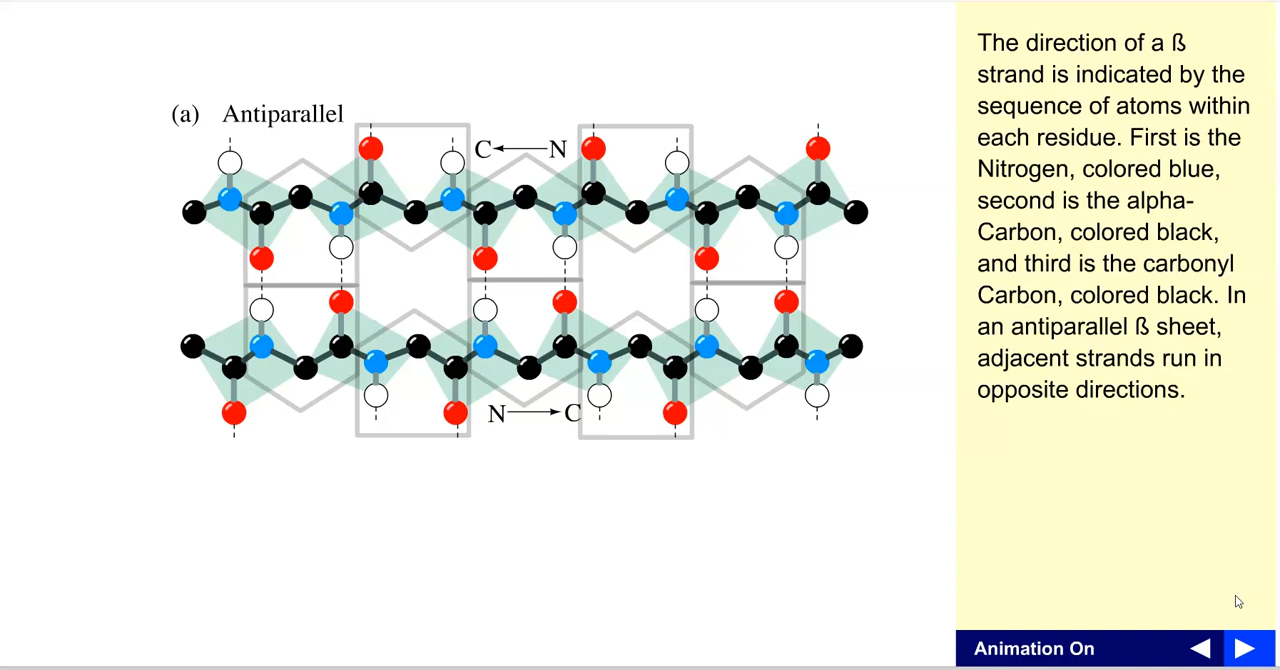 (a) Antiparallel
C←N
N→C
The direction of a ß
strand is indicated by the
sequence of atoms within
each residue. First is the
Nitrogen, colored blue,
second is the alpha-
Carbon, colored black,
and third is the carbonyl
Carbon, colored black. In
an antiparallel ß sheet,
adjacent strands run in
opposite directions.
Animation On